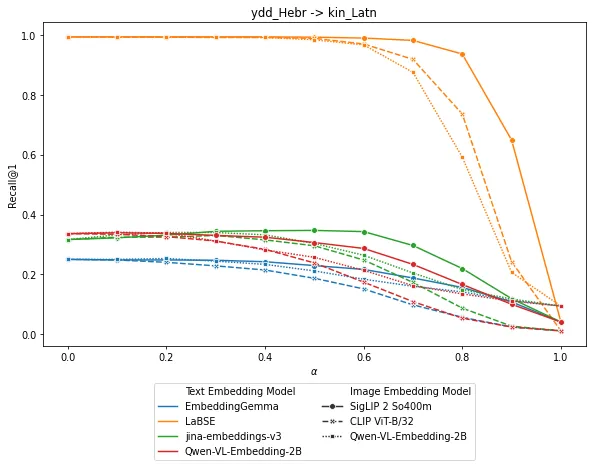 ydd_Hebr -> kin_Latn
Recall@1
1.0
0.8
0.6
0.4
0.2
0.0
0.0 0.2 0.4 0.6 0.8 1.0
α
Text Embedding Model Image Embedding Model
EmbeddingGemma SigLIP 2 So400m
LaBSE CLIP ViT-B/32
jina-embeddings-v3 Qwen-VL-Embedding-2B
Qwen-VL-Embedding-2B